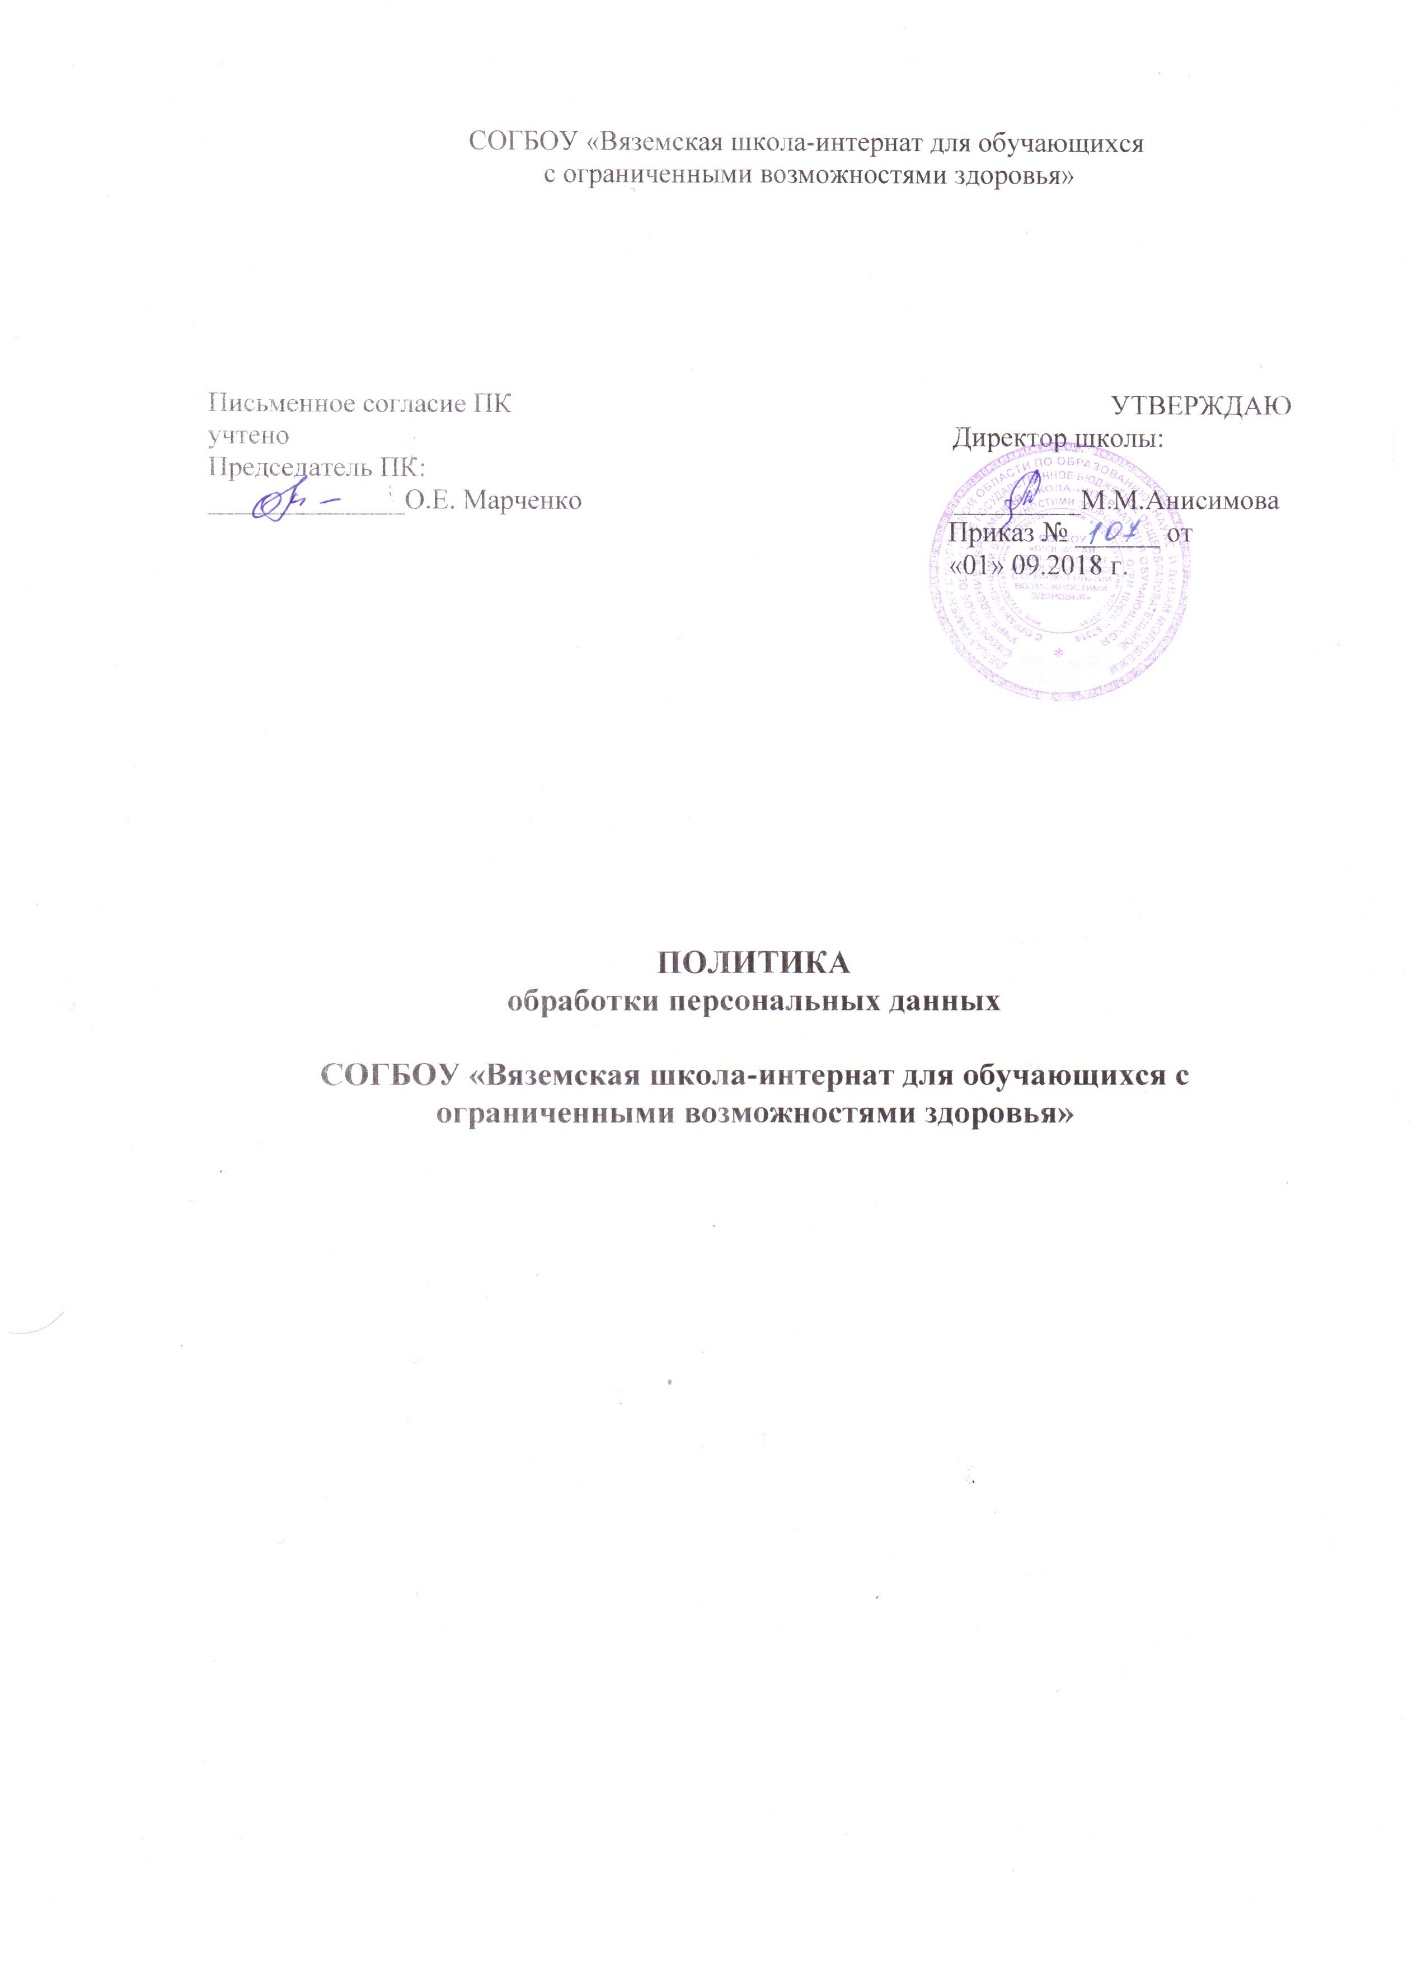 СОГБОУ «Вяземская школа-интернат для обучающихся
с ограниченными возможностями здоровья»
Письменное согласие ПК
учтено
Председатель ПК:
О.Е. Марченко
УТВЕРЖДАЮ
Директор школы:
М.М.Анисимова
Приказ № 107 от
«01» 09.2018 г.
ПОЛИТИКА
обработки персональных данных
СОГБОУ «Вяземская школа-интернат для обучающихся с
ограниченными возможностями здоровья»